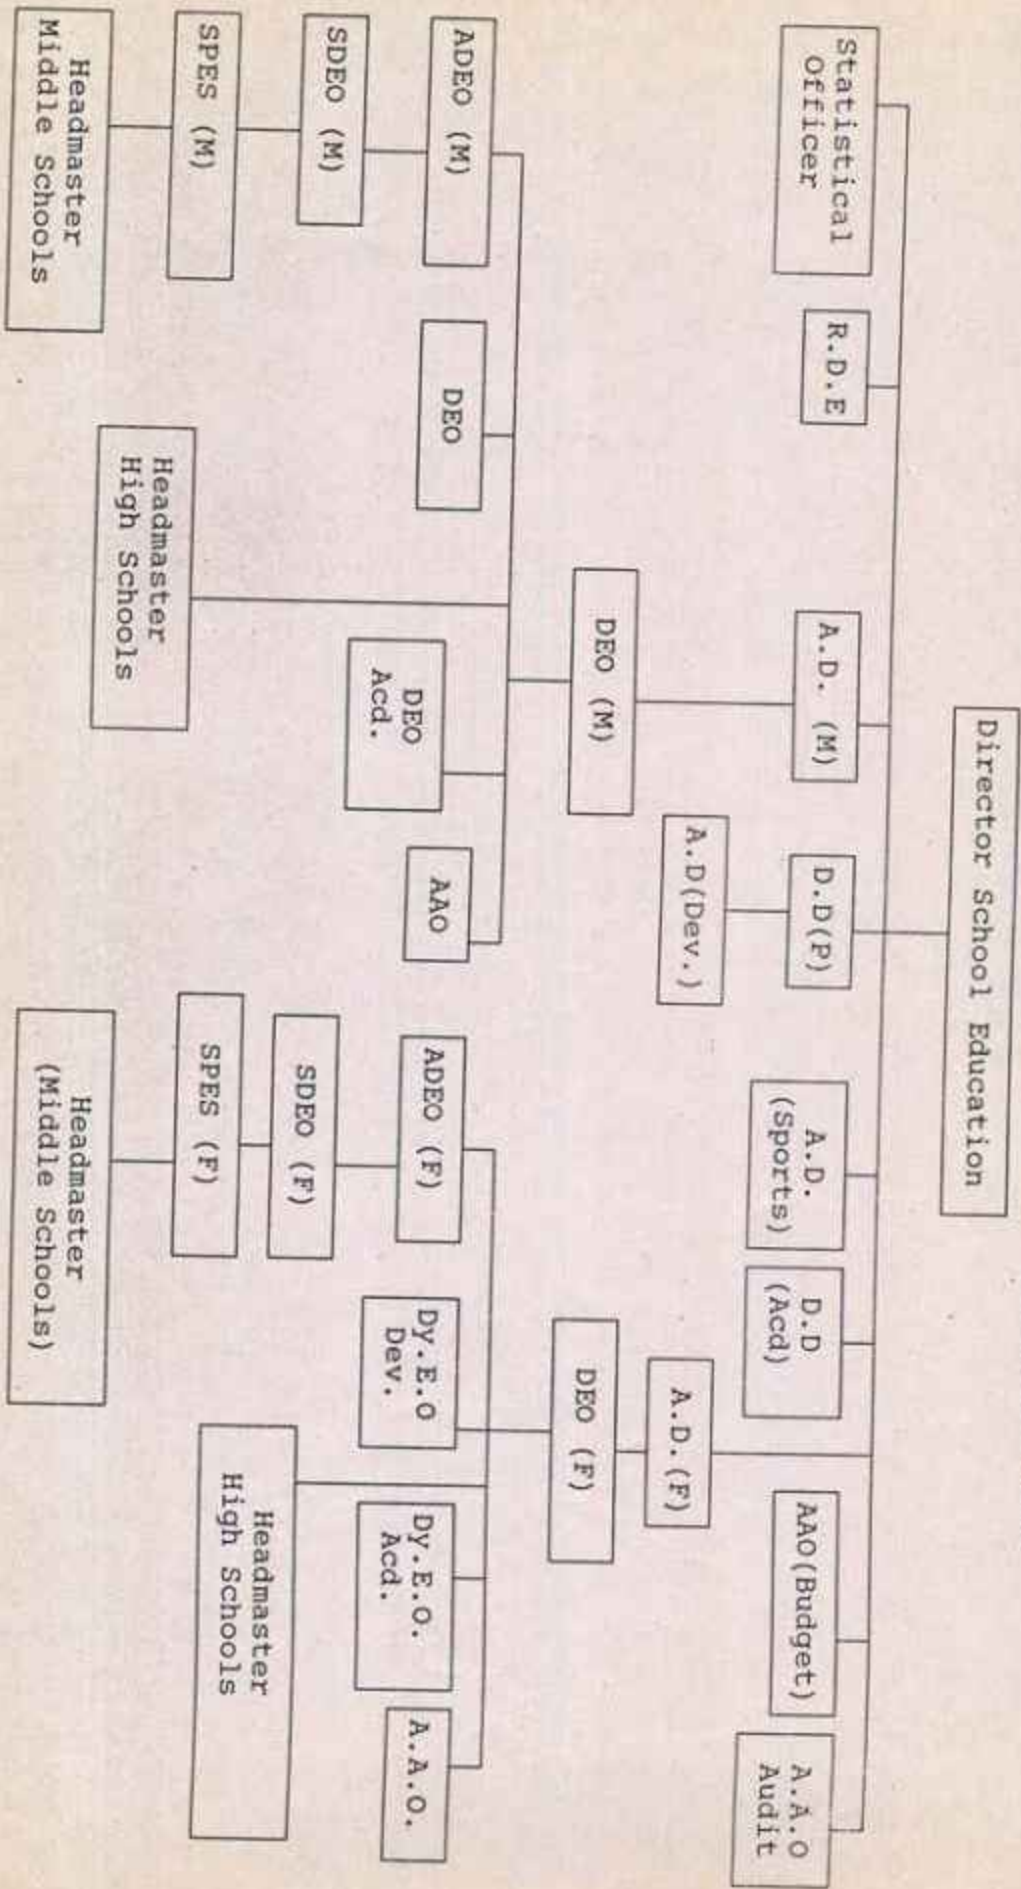 Director School Education
Statistical
Officer
R.D.E
A.D. (M)
D.D(P)
A.D.
(Sports)
D.D
(Acd)
AAO(Budget)
A.A.O
Audit
A.D(Dev.)
A.D.(F)
DEO (M)
DEO (F)
ADEO (M)
DEO
DEO
Acd.
AAO
ADEO (F)
Dy.E.O
Dev.
Dy.E.O.
Acd.
A.A.O.
SDEO (M)
SDEO (F)
SPES (M)
SPES (F)
Headmaster
High Schools
Headmaster
High Schools
Headmaster
Middle Schools
Headmaster
(Middle Schools)